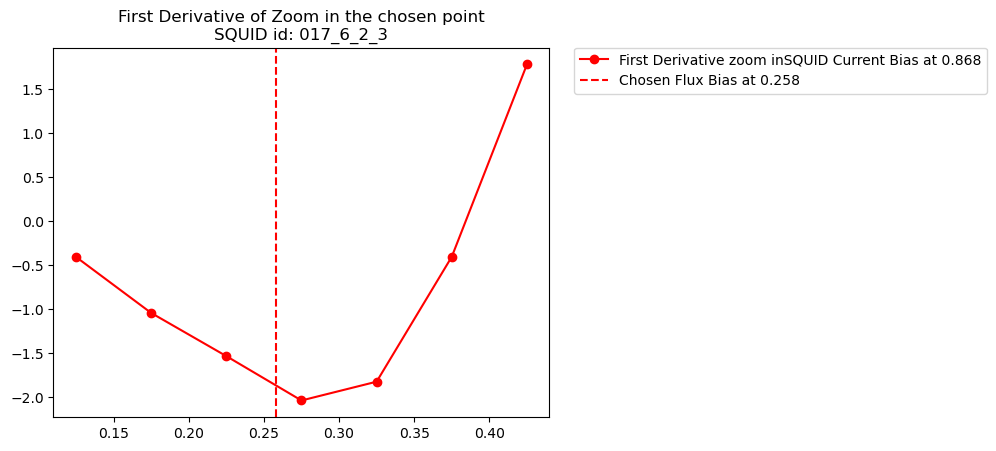 First Derivative of Zoom in the chosen point
SQUID id: 017_6_2_3
First Derivative zoom inSQUID Current Bias at 0.868
Chosen Flux Bias at 0.258
1.5
1.0
0.5
0.0
−0.5
−1.0
−1.5
−2.0
0.15 0.20 0.25 0.30 0.35 0.40